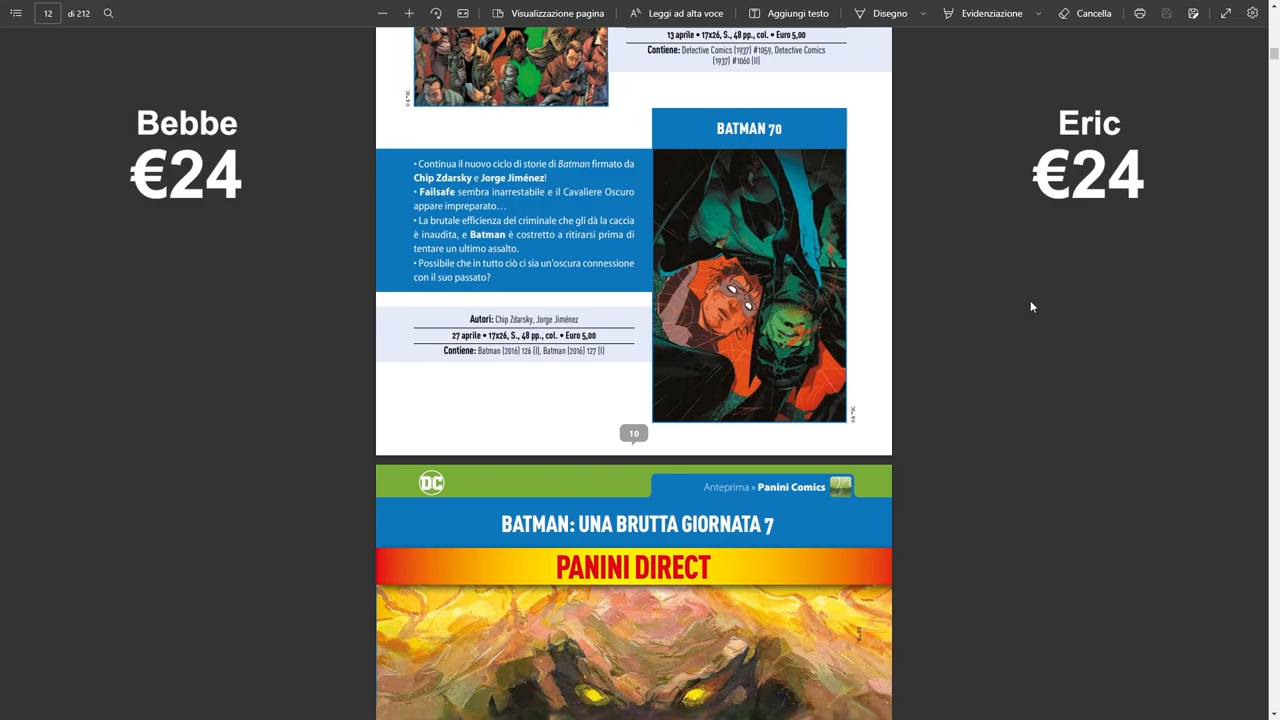 12
di 212
Visualizzazione pagina
Leggi ad alta voce
Aggiungi testo
Disegno
Evidenziazione
Cancella
13 aprile • 17x26, S., 48 pp., col. • Euro 5,00
Contiene: Detective Comics (1937) #1059, Detective Comics
(1937) #1060 (II)
Bebbe
€24
Eric
€24
BATMAN 70
• Continua il nuovo ciclo di storie di Batman firmato da
Chip Zdarsky e Jorge Jiménez!
• Failsafe sembra inarrestabile e il Cavaliere Oscuro
appare impreparato…
• La brutale efficienza del criminale che gli dà la caccia
è inaudita, e Batman è costretto a ritirarsi prima di
tentare un ultimo assalto.
• Possibile che in tutto ciò ci sia un'oscura connessione
con il suo passato?
Autori: Chip Zdarsky, Jorge Jiménez
27 aprile • 17x26, S., 48 pp., col. • Euro 5,00
Contiene: Batman (2016) 126 (I), Batman (2016) 127 (I)
10
DC
Anteprima » Panini Comics
BATMAN: UNA BRUTTA GIORNATA 7
PANINI DIRECT